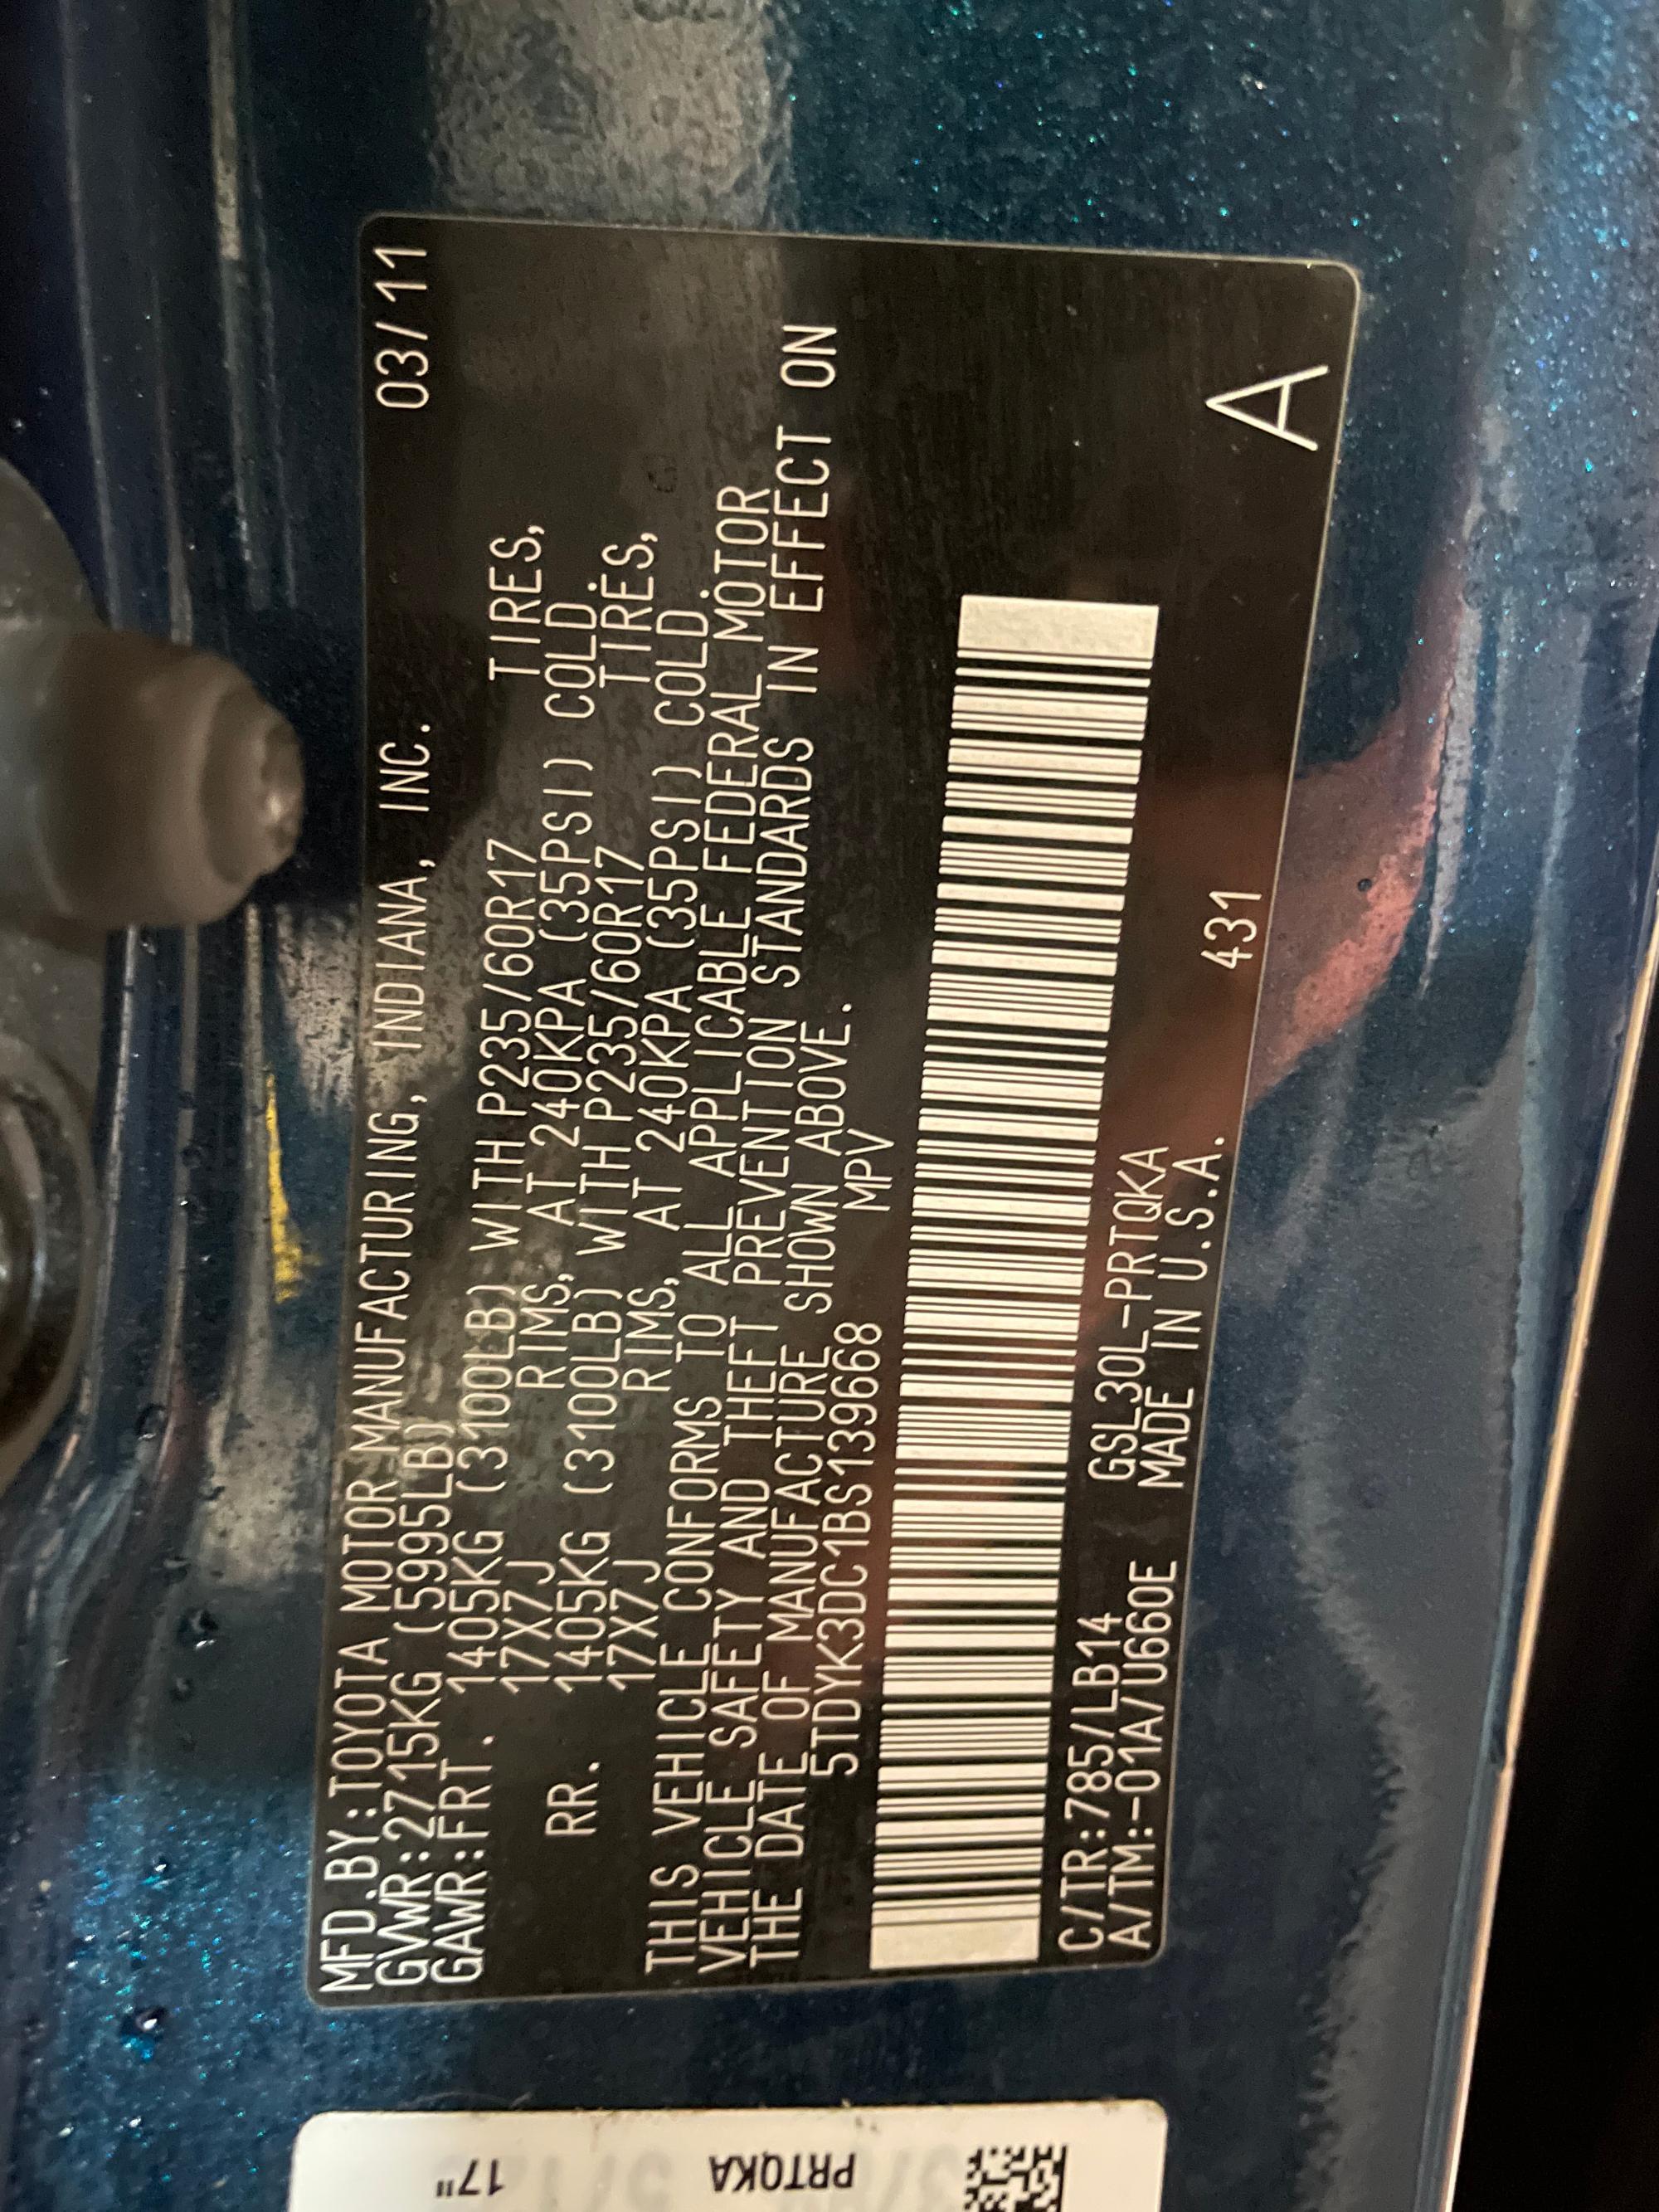 MFD.BY:TOYOTA MOTOR MANUFACTURING, INDIANA, INC. 03/11
GVWR:2715KG (5995LB)
GAWR:FRT. 1405KG (3100LB) WITH P235/60R17 TIRES,
17X7J RIMS, AT 240KPA (35PSI) COLD
RR. 1405KG (3100LB) WITH P235/60R17 TIRES,
17X7J RIMS, AT 240KPA (35PSI) COLD.
THIS VEHICLE CONFORMS TO ALL APPLICABLE FEDERAL MOTOR
VEHICLE SAFETY AND THEFT PREVENTION STANDARDS IN EFFECT ON
THE DATE OF MANUFACTURE SHOWN ABOVE.
5TDYK3DC1BS139668 MPV
C/TR:785/LB14 GSL30L-PRTQKA
A/TM:-01A/U660E MADE IN U.S.A. 431
A
17"
PRTQKA